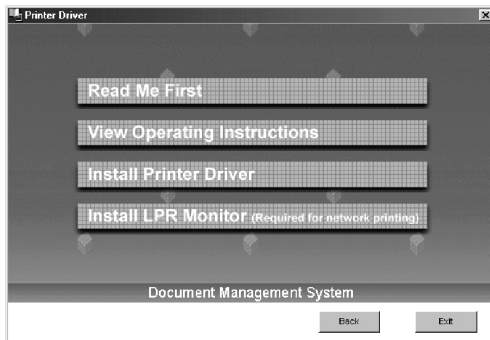 Printer Driver
Read Me First
View Operating Instructions
Install Printer Driver
Install LPR Monitor (Required for network printing)
Document Management System
Back
Exit